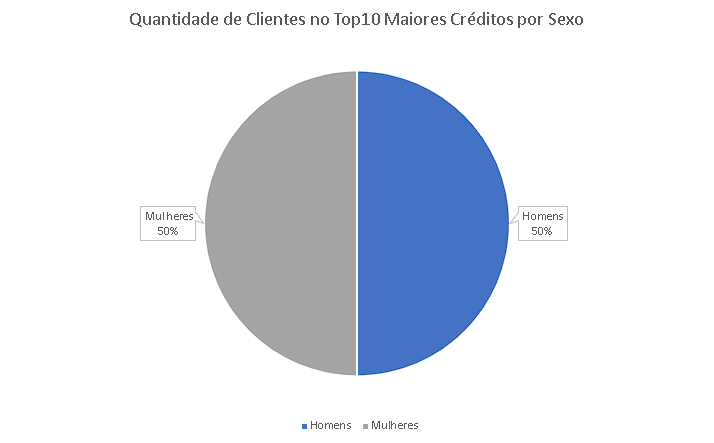 Quantidade de Clientes no Top10 Maiores Créditos por Sexo
Mulheres
50%
Homens
50%
Homens
Mulheres